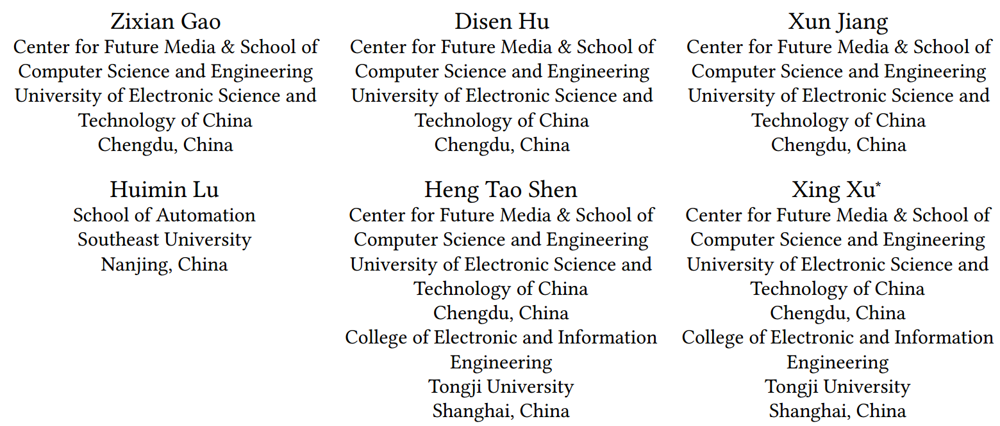 Zixian Gao
Center for Future Media & School of
Computer Science and Engineering
University of Electronic Science and
Technology of China
Chengdu, China
Disen Hu
Center for Future Media & School of
Computer Science and Engineering
University of Electronic Science and
Technology of China
Chengdu, China
Xun Jiang
Center for Future Media & School of
Computer Science and Engineering
University of Electronic Science and
Technology of China
Chengdu, China
Huimin Lu
School of Automation
Southeast University
Nanjing, China
Heng Tao Shen
Center for Future Media & School of
Computer Science and Engineering
University of Electronic Science and
Technology of China
Chengdu, China
College of Electronic and Information
Engineering
Tongji University
Shanghai, China
Xing Xu*
Center for Future Media & School of
Computer Science and Engineering
University of Electronic Science and
Technology of China
Chengdu, China
College of Electronic and Information
Engineering
Tongji University
Shanghai, China